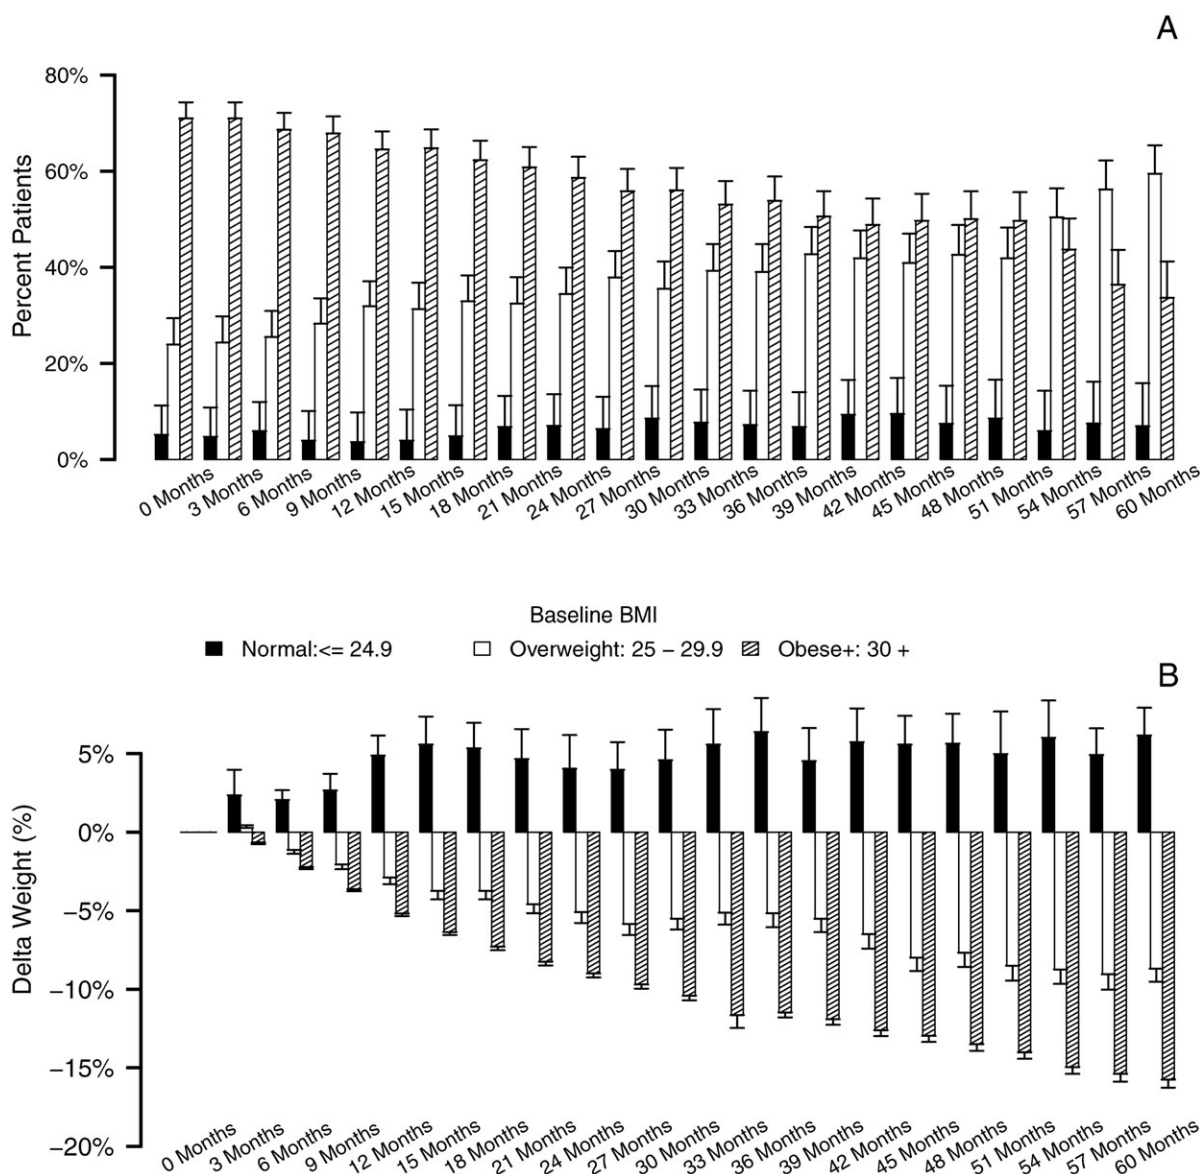 A
80%
60%
40%
20%
0%
Percent Patients
0 Months
3 Months
6 Months
9 Months
12 Months
15 Months
18 Months
21 Months
24 Months
27 Months
30 Months
33 Months
36 Months
39 Months
42 Months
45 Months
48 Months
51 Months
54 Months
57 Months
60 Months
Baseline BMI
Normal:<= 24.9
Overweight: 25 – 29.9
Obese+: 30 +
B
5%
0%
−5%
−10%
−15%
−20%
Delta Weight (%)
0 Months
3 Months
6 Months
9 Months
12 Months
15 Months
18 Months
21 Months
24 Months
27 Months
30 Months
33 Months
36 Months
39 Months
42 Months
45 Months
48 Months
51 Months
54 Months
57 Months
60 Months